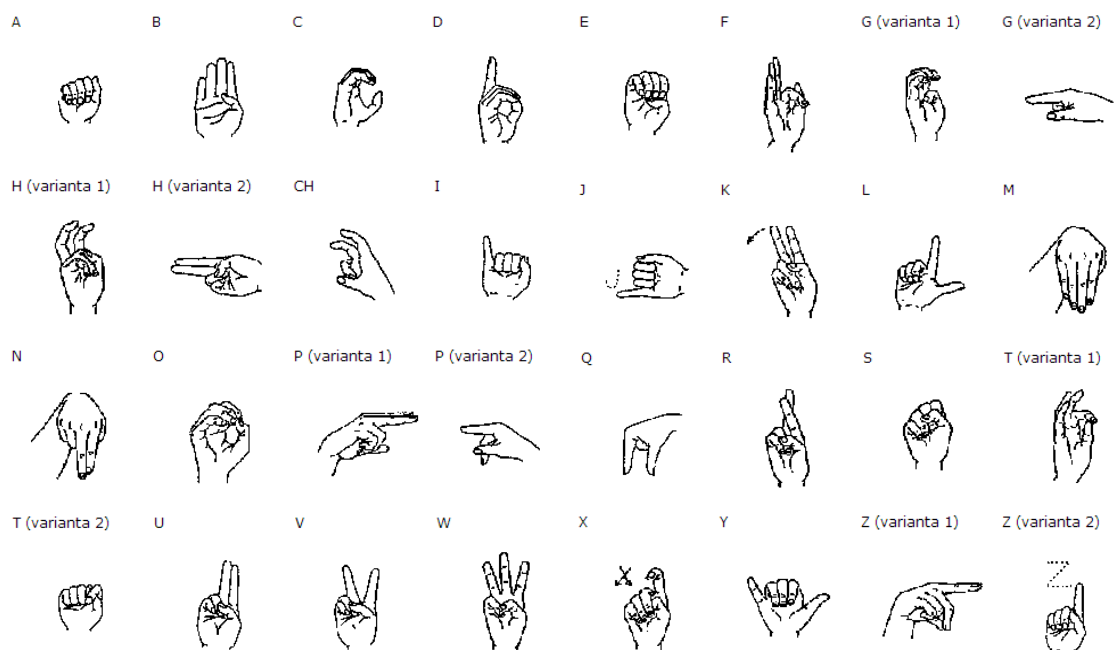 A B C D E F G (varianta 1) G (varianta 2)
H (varianta 1) H (varianta 2) CH I J K L M
N O P (varianta 1) P (varianta 2) Q R S T (varianta 1)
T (varianta 2) U V W X Y Z (varianta 1) Z (varianta 2)